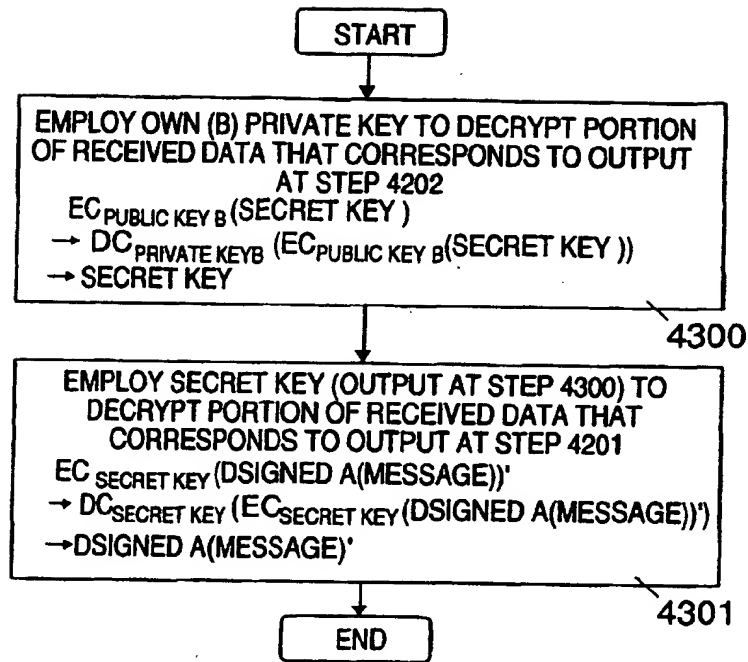 START
EMPLOY OWN (B) PRIVATE KEY TO DECRYPT PORTION
OF RECEIVED DATA THAT CORRESPONDS TO OUTPUT
AT STEP 4202
EC PUBLIC KEY B (SECRET KEY )
→ DC PRIVATE KEYB (EC PUBLIC KEY B(SECRET KEY ))
→ SECRET KEY
4300
EMPLOY SECRET KEY (OUTPUT AT STEP 4300) TO
DECRYPT PORTION OF RECEIVED DATA THAT
CORRESPONDS TO OUTPUT AT STEP 4201
EC SECRET KEY (DSIGNED A(MESSAGE))'
→ DC SECRET KEY (EC SECRET KEY (DSIGNED A(MESSAGE))')
→DSIGNED A(MESSAGE)'
4301
END